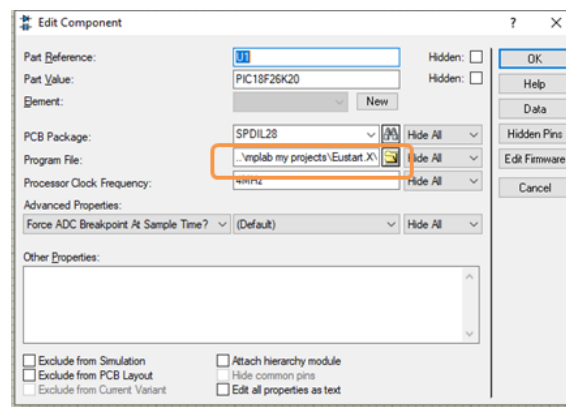 Edit Component ? ×
Part Reference: U1 Hidden:
Part Value: PIC18F26K20 Hidden:
Element: New
PCB Package: SPDIL28 Hide All
Program File: ..\mplab my projects\Eustart.X\ Hide All
Processor Clock Frequency: 4MHz Hide All
Advanced Properties:
Force ADC Breakpoint At Sample Time? (Default) Hide All
Other Properties:
Exclude from Simulation
Exclude from PCB Layout
Exclude from Current Variant
Attach hierarchy module
Hide common pins
Edit all properties as text
OK
Help
Data
Hidden Pins
Edit Firmware
Cancel